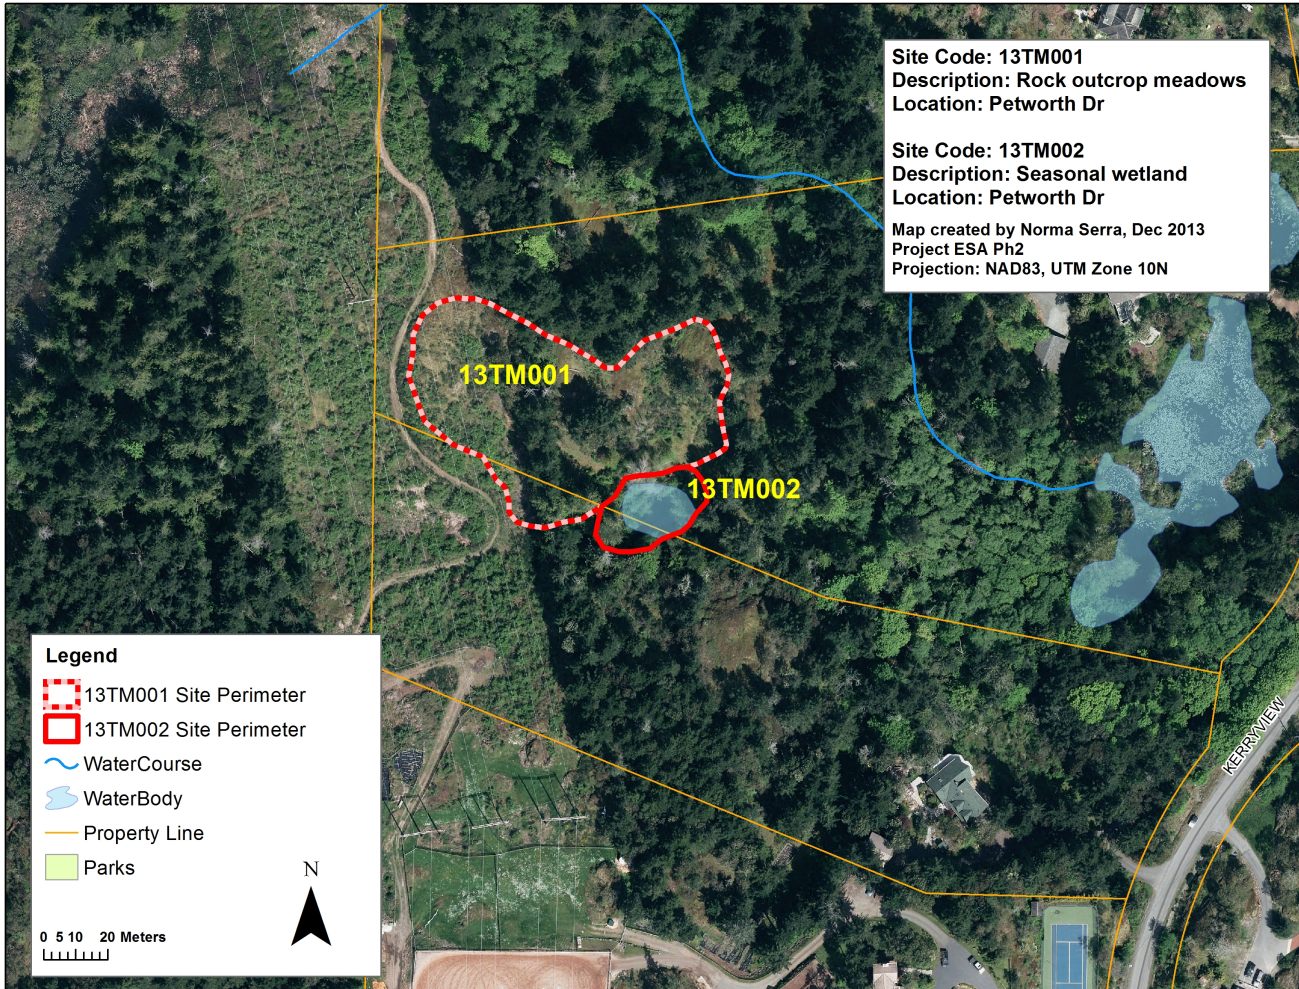 Site Code: 13TM001
Description: Rock outcrop meadows
Location: Petworth Dr
Site Code: 13TM002
Description: Seasonal wetland
Location: Petworth Dr
Map created by Norma Serra, Dec 2013
Project ESA Ph2
Projection: NAD83, UTM Zone 10N
13TM001
13TM002
KERRYVIEW
Legend
13TM001 Site Perimeter
13TM002 Site Perimeter
WaterCourse
WaterBody
Property Line
Parks
N
0 5 10 20 Meters